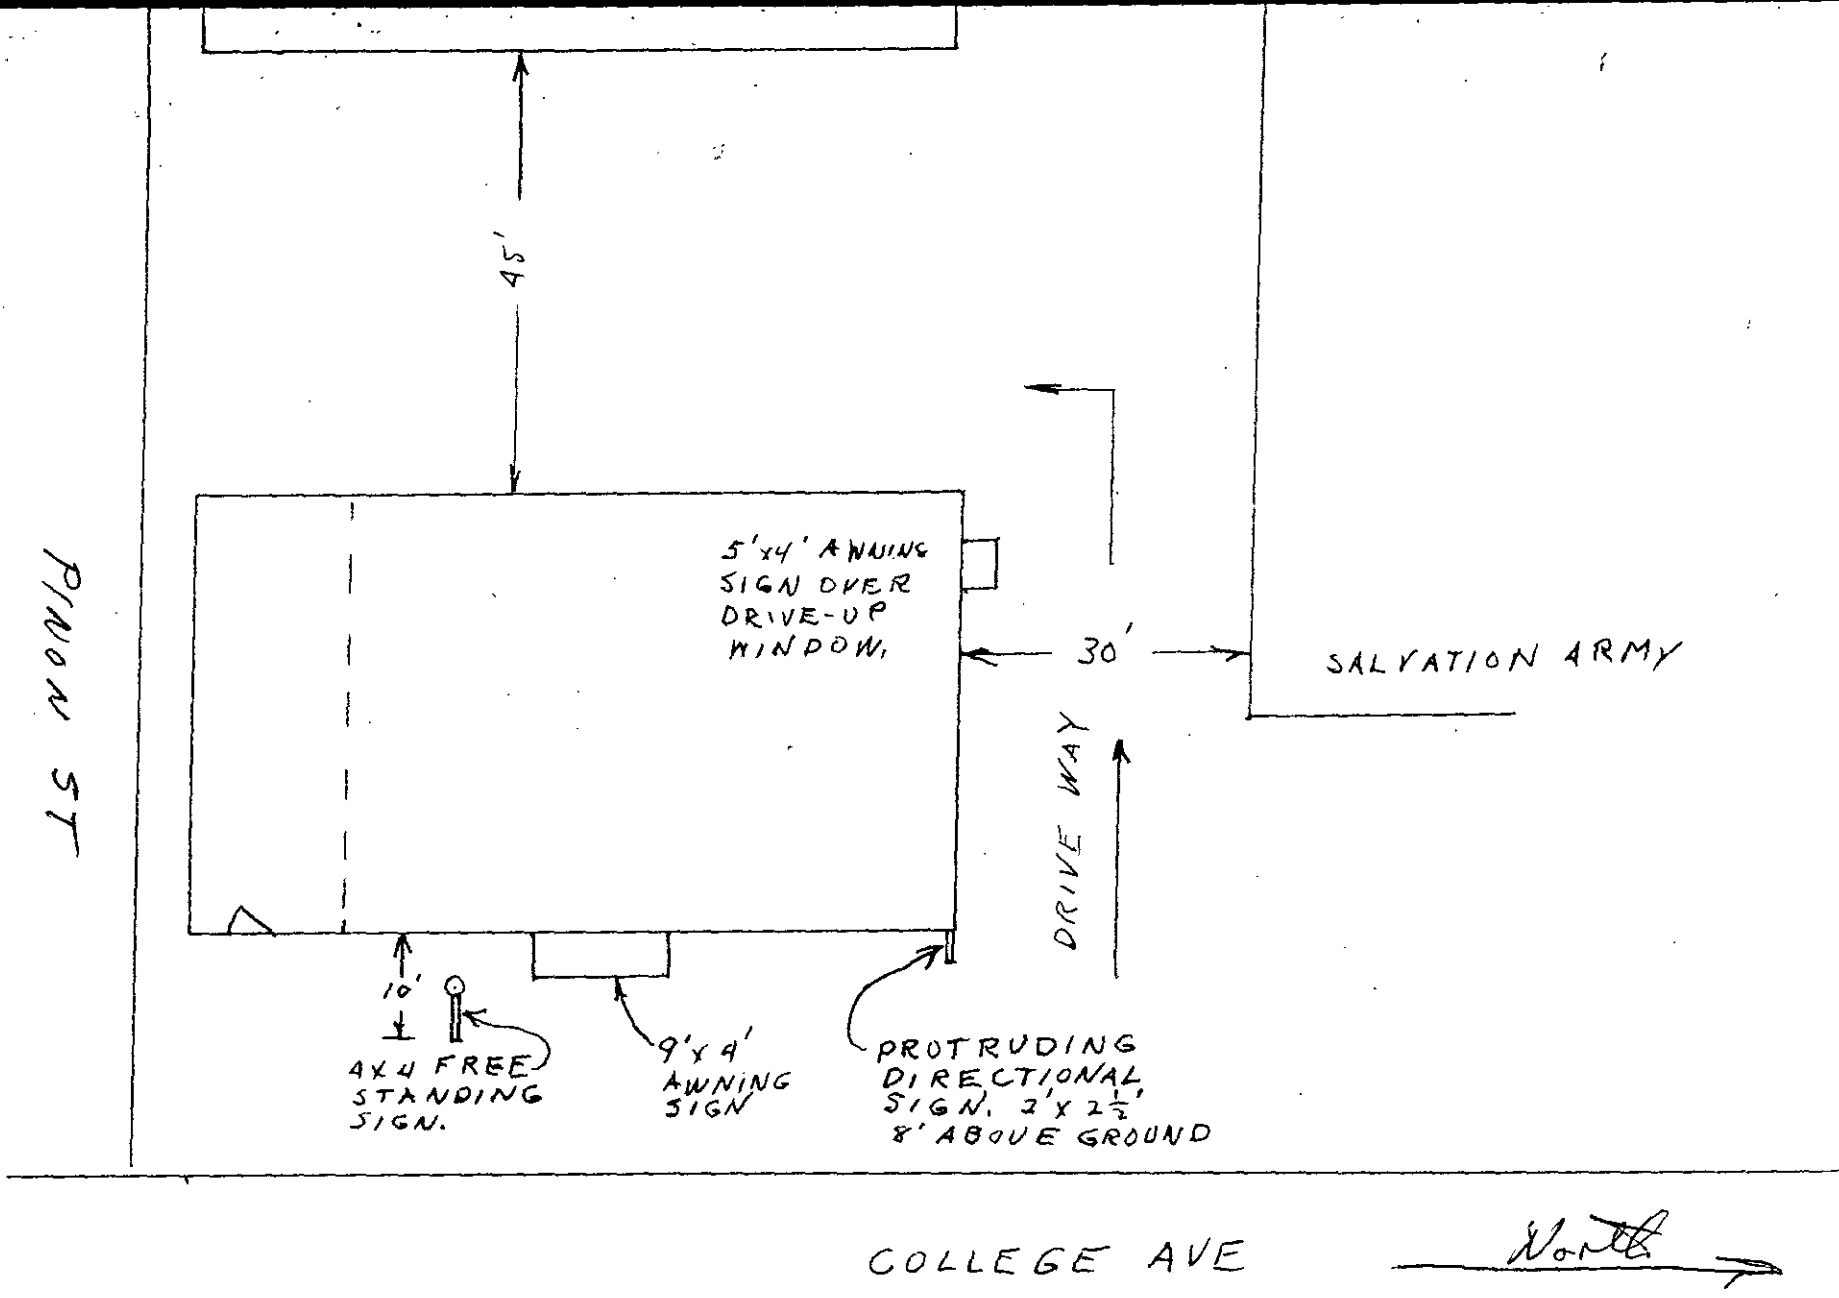 45'
5'x4' AWNING
SIGN OVER
DRIVE-UP
WINDOW,
30'
SALVATION ARMY
PINON ST
DRIVE WAY
10'
4X4 FREE
STANDING
SIGN.
9'x4'
AWNING
SIGN
PROTRUDING
DIRECTIONAL
SIGN. 2'x2½'
8' ABOVE GROUND
COLLEGE AVE
North